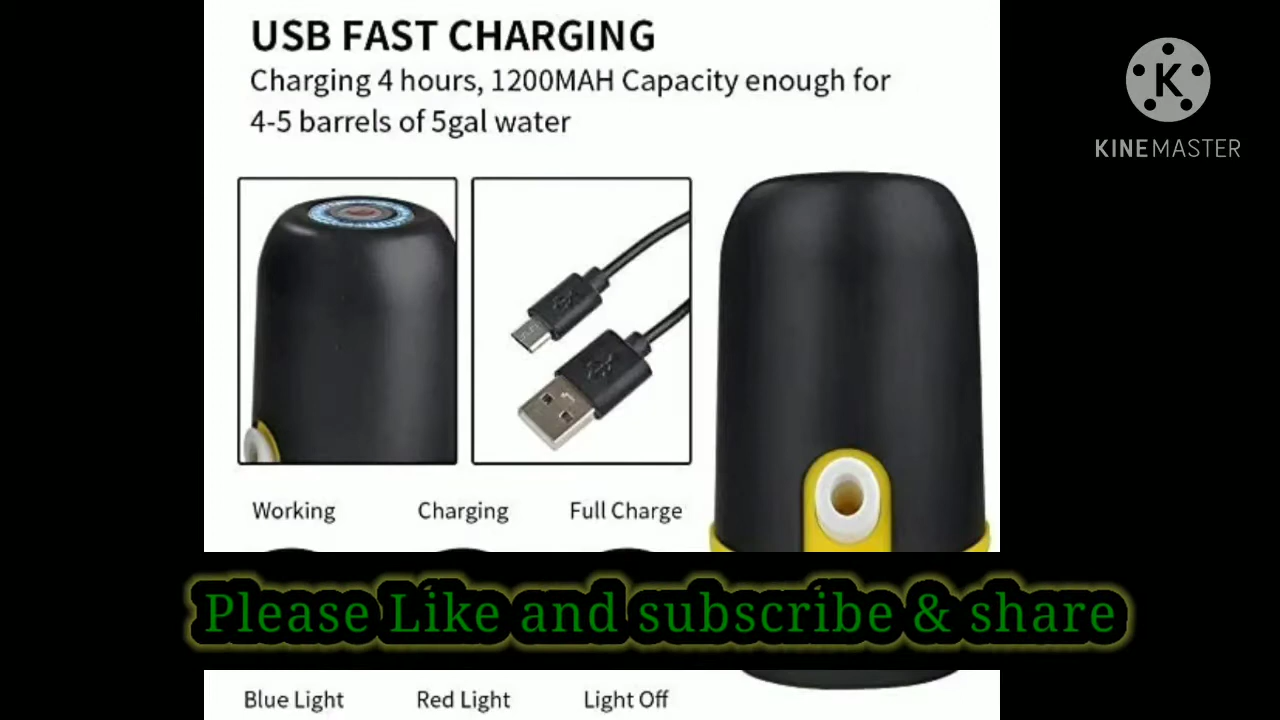 USB FAST CHARGING
Charging 4 hours, 1200MAH Capacity enough for
4-5 barrels of 5gal water
K
KINEMASTER
Working Charging Full Charge
Please Like and subscribe & share
Blue Light Red Light Light Off